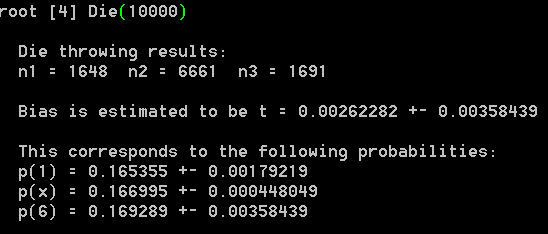 root [4] Die(10000)
Die throwing results:
n1 = 1648 n2 = 6661 n3 = 1691
Bias is estimated to be t = 0.00262282 +- 0.00358439
This corresponds to the following probabilities:
p(1) = 0.165355 +- 0.00179219
p(x) = 0.166995 +- 0.000448049
p(6) = 0.169289 +- 0.00358439